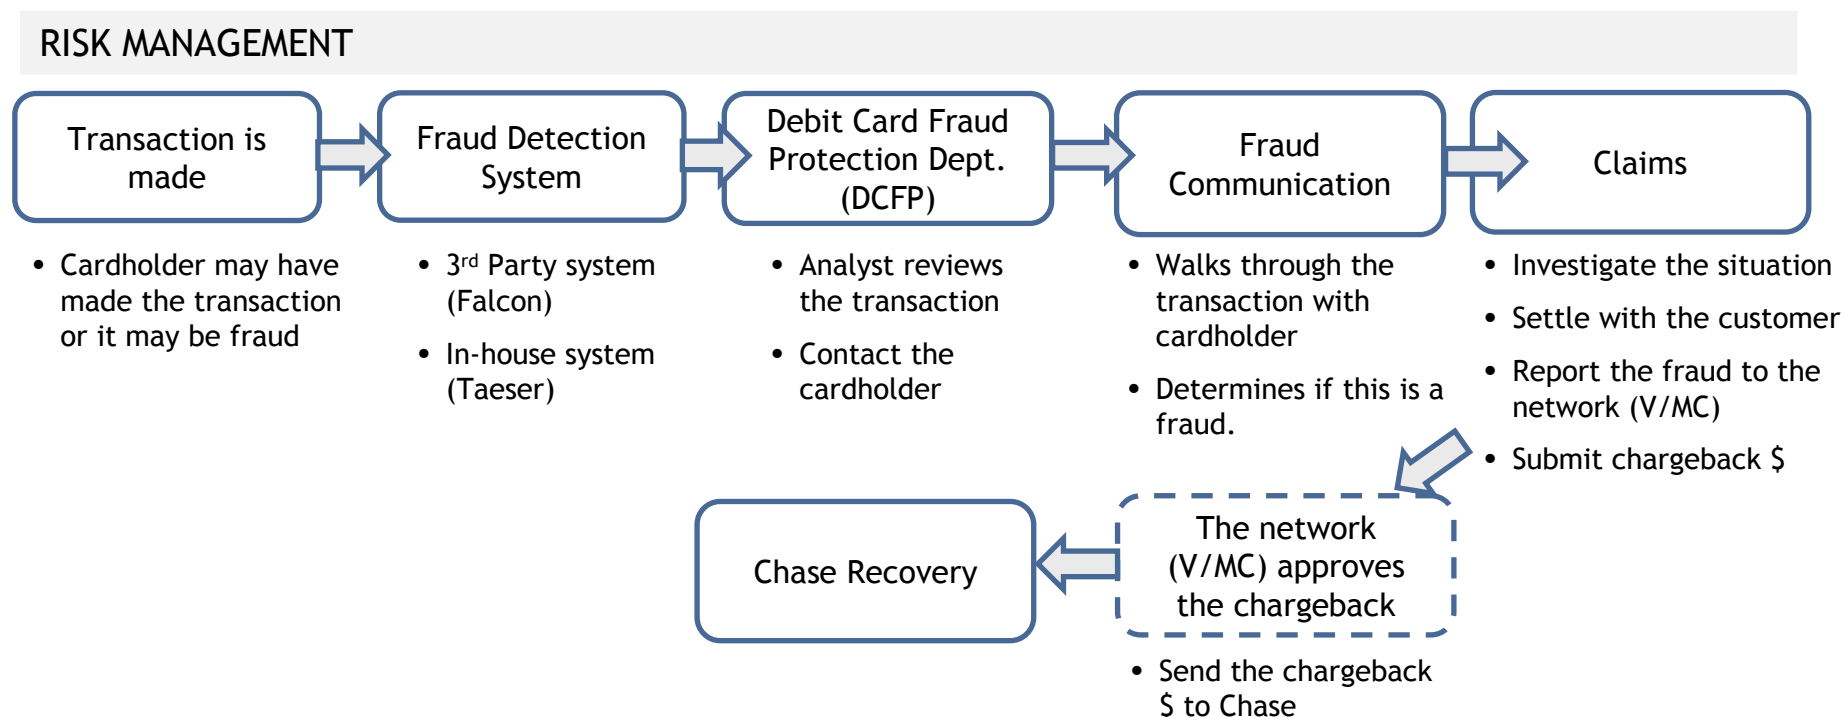 RISK MANAGEMENT
Transaction is
made
Fraud Detection
System
Debit Card Fraud
Protection Dept.
(DCFP)
Fraud
Communication
Claims
• Cardholder may have
made the transaction
or it may be fraud
• 3rd Party system
(Falcon)
• In-house system
(Taeser)
• Analyst reviews
the transaction
• Contact the
cardholder
• Walks through the
transaction with
cardholder
• Determines if this is a
fraud.
• Investigate the situation
• Settle with the customer
• Report the fraud to the
network (V/MC)
• Submit chargeback $
The network
(V/MC) approves
the chargeback
• Send the chargeback
$ to Chase
Chase Recovery